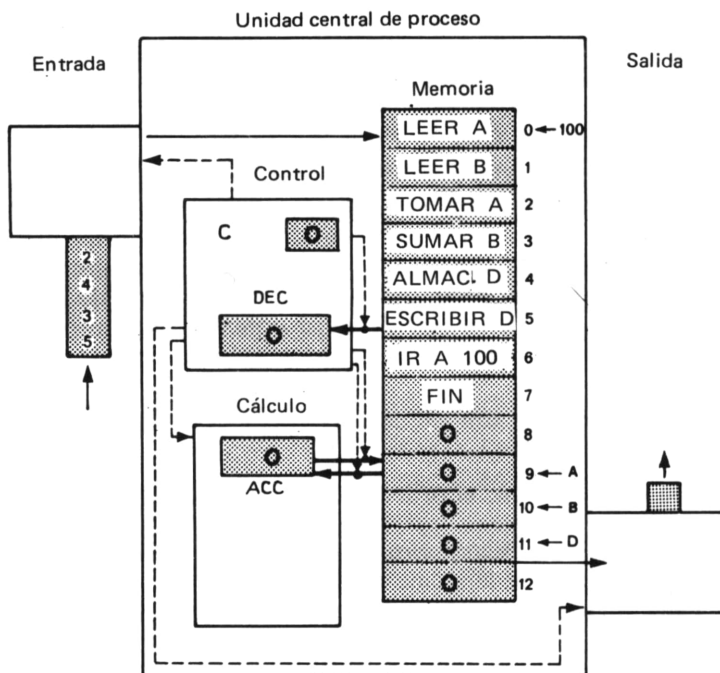 Unidad central de proceso
Entrada
Salida
Memoria
LEER A 0 ← 100
LEER B 1
TOMAR A 2
SUMAR B 3
ALMAC. D 4
ESCRIBIR D 5
IR A 100 6
FIN 7
0 8
0 9 ← A
0 10 ← B
0 11 ← D
0 12
Control
C 0
DEC
0
2
4
3
5
Cálculo
0
ACC